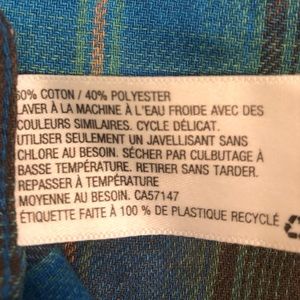 60% COTON / 40% POLYESTER
LAVER À LA MACHINE À L'EAU FROIDE AVEC DES
COULEURS SIMILAIRES. CYCLE DÉLICAT.
UTILISER SEULEMENT UN JAVELLISANT SANS
CHLORE AU BESOIN. SÉCHER PAR CULBUTAGE À
BASSE TEMPÉRATURE. RETIRER SANS TARDER.
REPASSER À TEMPÉRATURE
MOYENNE AU BESOIN. CA57147
ÉTIQUETTE FAITE À 100 % DE PLASTIQUE RECYCLÉ